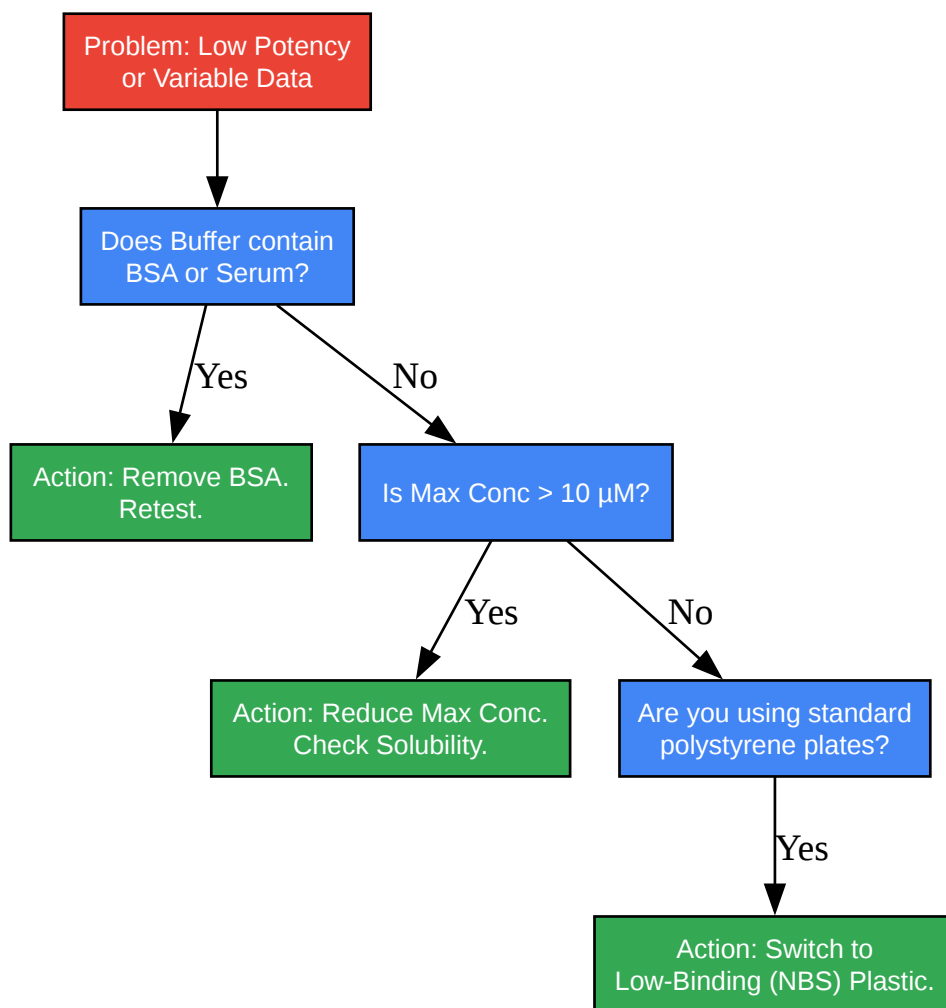 Problem: Low Potency
or Variable Data
Does Buffer contain
BSA or Serum?
Yes
No
Action: Remove BSA.
Retest.
Is Max Conc > 10 µM?
Yes
No
Action: Reduce Max Conc.
Check Solubility.
Are you using standard
polystyrene plates?
Yes
Action: Switch to
Low-Binding (NBS) Plastic.